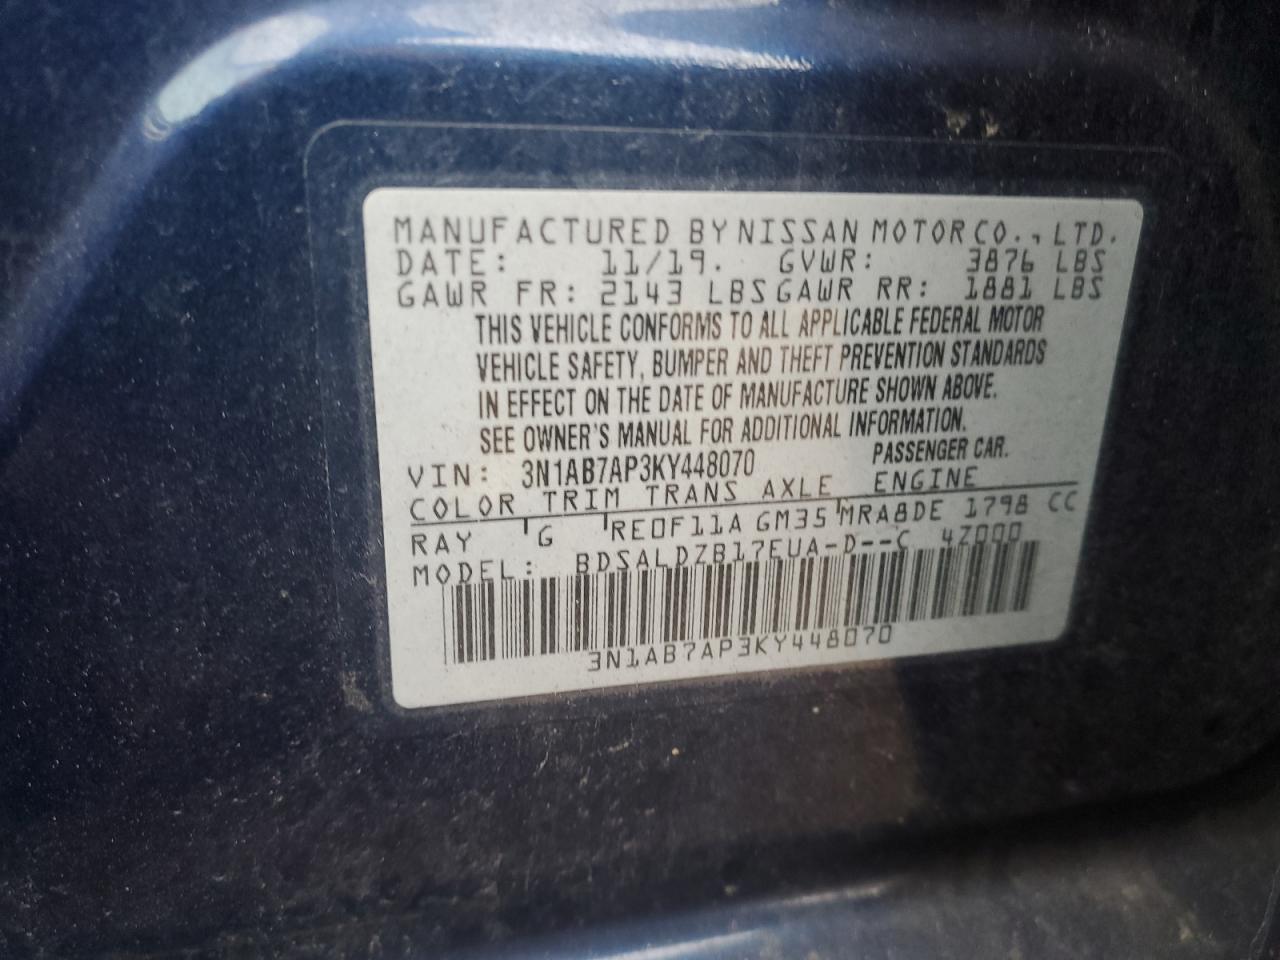 MANUFACTURED BY NISSAN MOTOR CO., LTD.
DATE: 11/19. GVWR: 3876 LBS
GAWR FR: 2143 LBS GAWR RR: 1881 LBS
THIS VEHICLE CONFORMS TO ALL APPLICABLE FEDERAL MOTOR
VEHICLE SAFETY, BUMPER AND THEFT PREVENTION STANDARDS
IN EFFECT ON THE DATE OF MANUFACTURE SHOWN ABOVE.
SEE OWNER'S MANUAL FOR ADDITIONAL INFORMATION.
VIN: 3N1AB7AP3KY448070 PASSENGER CAR.
COLOR TRIM TRANS AXLE ENGINE
RAY G RE0F11A GM35 MRA8DE 1798 CC
MODEL: BDSALDZB17EUA-D--C 4Z000
3N1AB7AP3KY448070